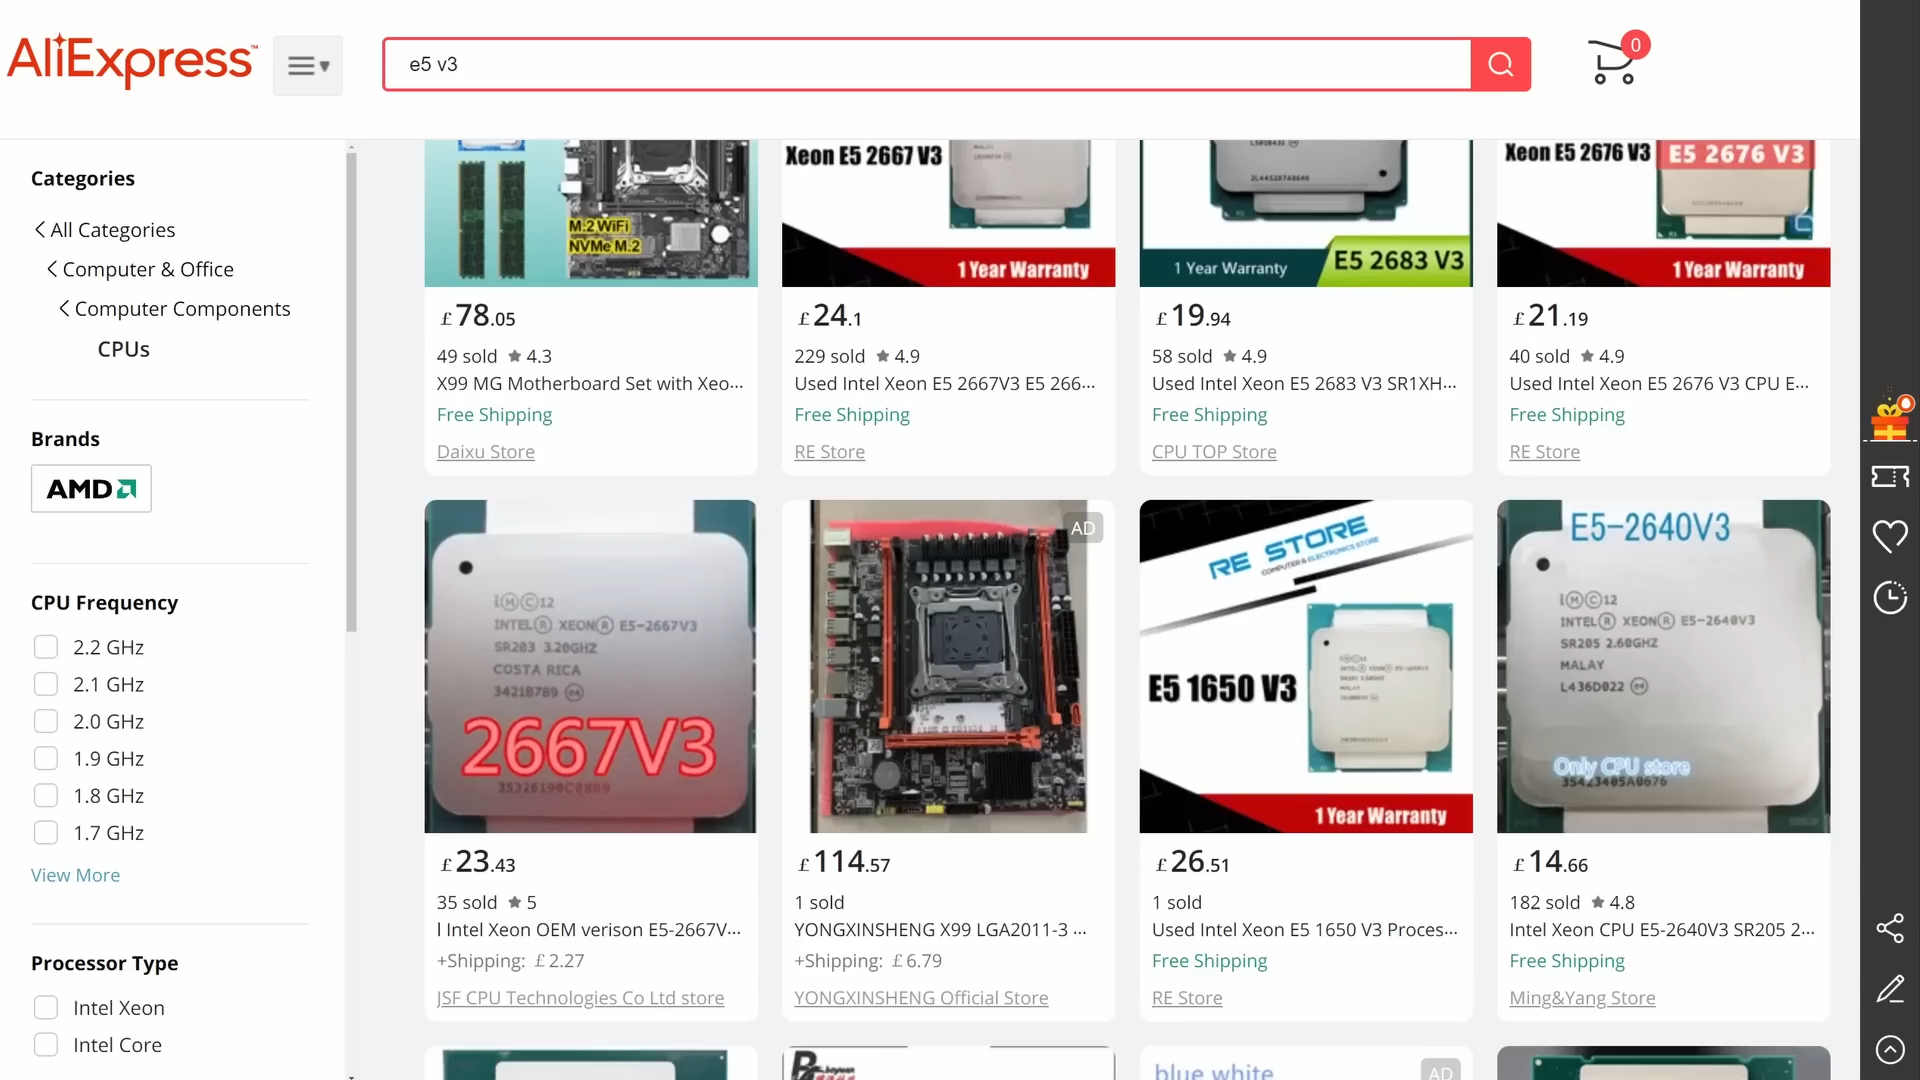 AliExpress
e5 v3
0
Categories
All Categories
Computer & Office
Computer Components
CPUs
Brands
AMD
CPU Frequency
2.2 GHz
2.1 GHz
2.0 GHz
1.9 GHz
1.8 GHz
1.7 GHz
View More
Processor Type
Intel Xeon
Intel Core
M.2 WiFi
NVMe M.2
£78.05
49 sold 4.3
X99 MG Motherboard Set with Xeo...
Free Shipping
Daixu Store
Xeon E5 2667 V3
1 Year Warranty
£24.1
229 sold 4.9
Used Intel Xeon E5 2667V3 E5 266...
Free Shipping
RE Store
1 Year Warranty
E5 2683 V3
£19.94
58 sold 4.9
Used Intel Xeon E5 2683 V3 SR1XH...
Free Shipping
CPU TOP Store
Xeon E5 2676 V3
E5 2676 V3
1 Year Warranty
£21.19
40 sold 4.9
Used Intel Xeon E5 2676 V3 CPU E...
Free Shipping
RE Store
i Ⓜ Ⓒ 12
INTEL® XEON® E5-2667V3
SR203 3.20GHZ
COSTA RICA
3421B789 e4
2667V3
£23.43
35 sold 5
l Intel Xeon OEM verison E5-2667V...
+Shipping: £2.27
JSF CPU Technologies Co Ltd store
AD
£114.57
1 sold
YONGXINSHENG X99 LGA2011-3 ...
+Shipping: £6.79
YONGXINSHENG Official Store
RE STORE
COMPUTER & ELECTRONICS STORE
E5 1650 V3
1 Year Warranty
£26.51
1 sold
Used Intel Xeon E5 1650 V3 Proces...
Free Shipping
RE Store
E5-2640V3
i Ⓜ Ⓒ 12
INTEL® XEON® E5-2640V3
SR205 2.60GHZ
MALAY
L436D022 e4
Only CPU store
35423405A0676
£14.66
182 sold 4.8
Intel Xeon CPU E5-2640V3 SR205 2...
Free Shipping
Ming&Yang Store
blue white
AD